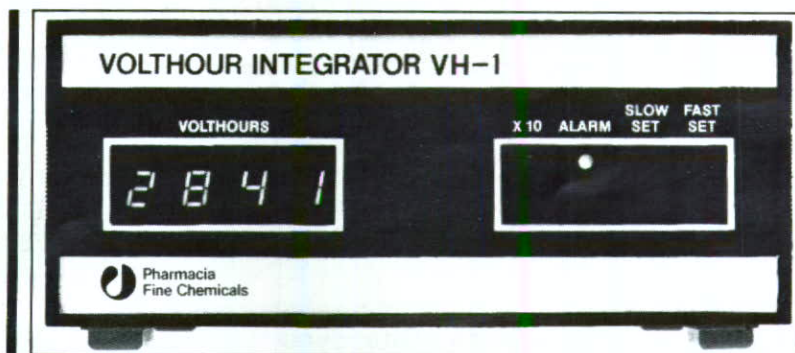 VOLTHOUR INTEGRATOR VH-1
VOLTHOURS
X 10 ALARM SLOW SET FAST SET
2841
Pharmacia
Fine Chemicals